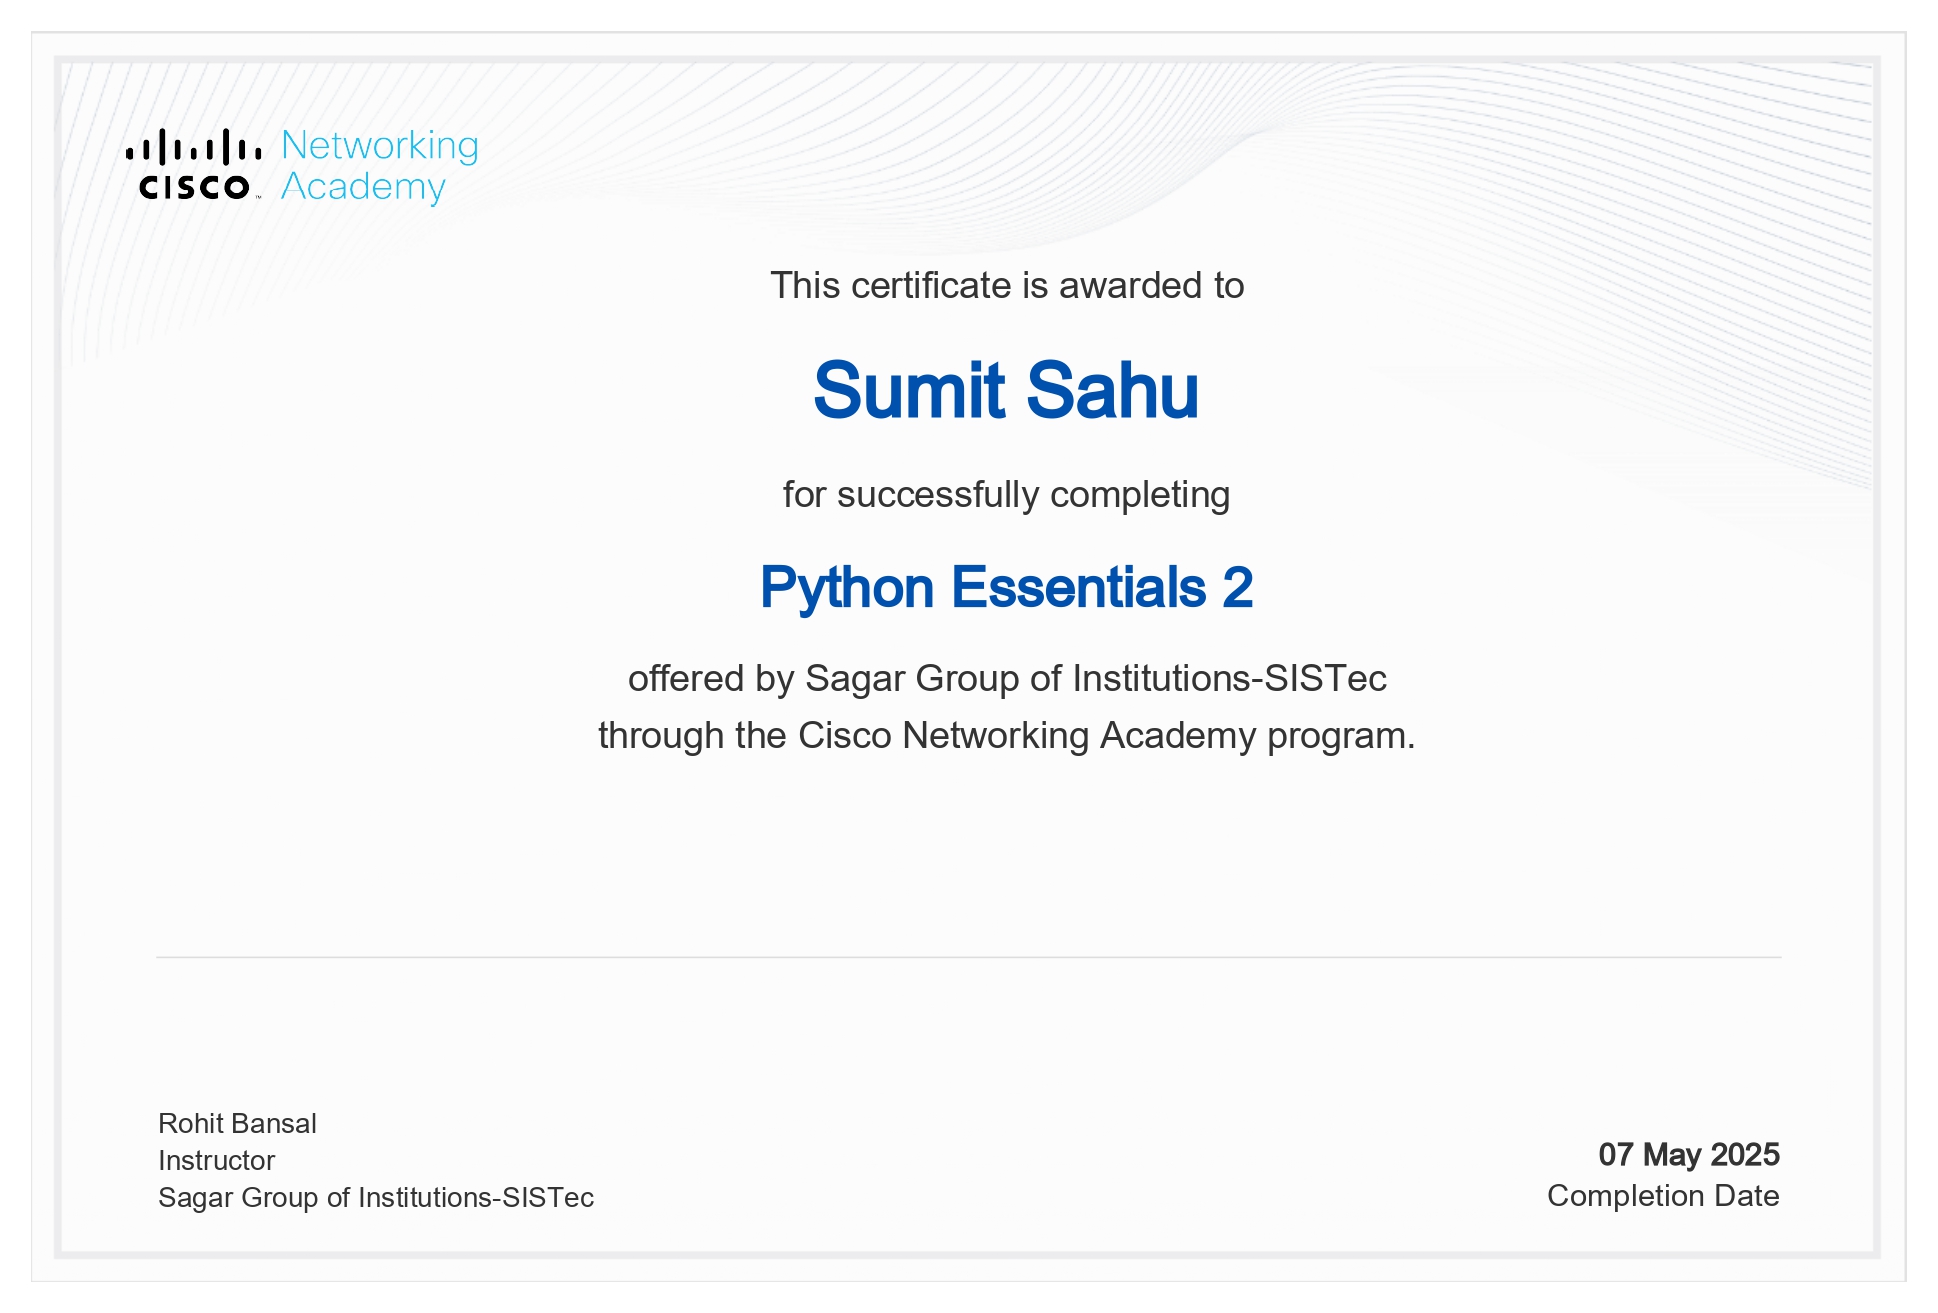 cisco™ Networking
Academy
This certificate is awarded to
Sumit Sahu
for successfully completing
Python Essentials 2
offered by Sagar Group of Institutions-SISTec
through the Cisco Networking Academy program.
Rohit Bansal
Instructor
Sagar Group of Institutions-SISTec
07 May 2025
Completion Date